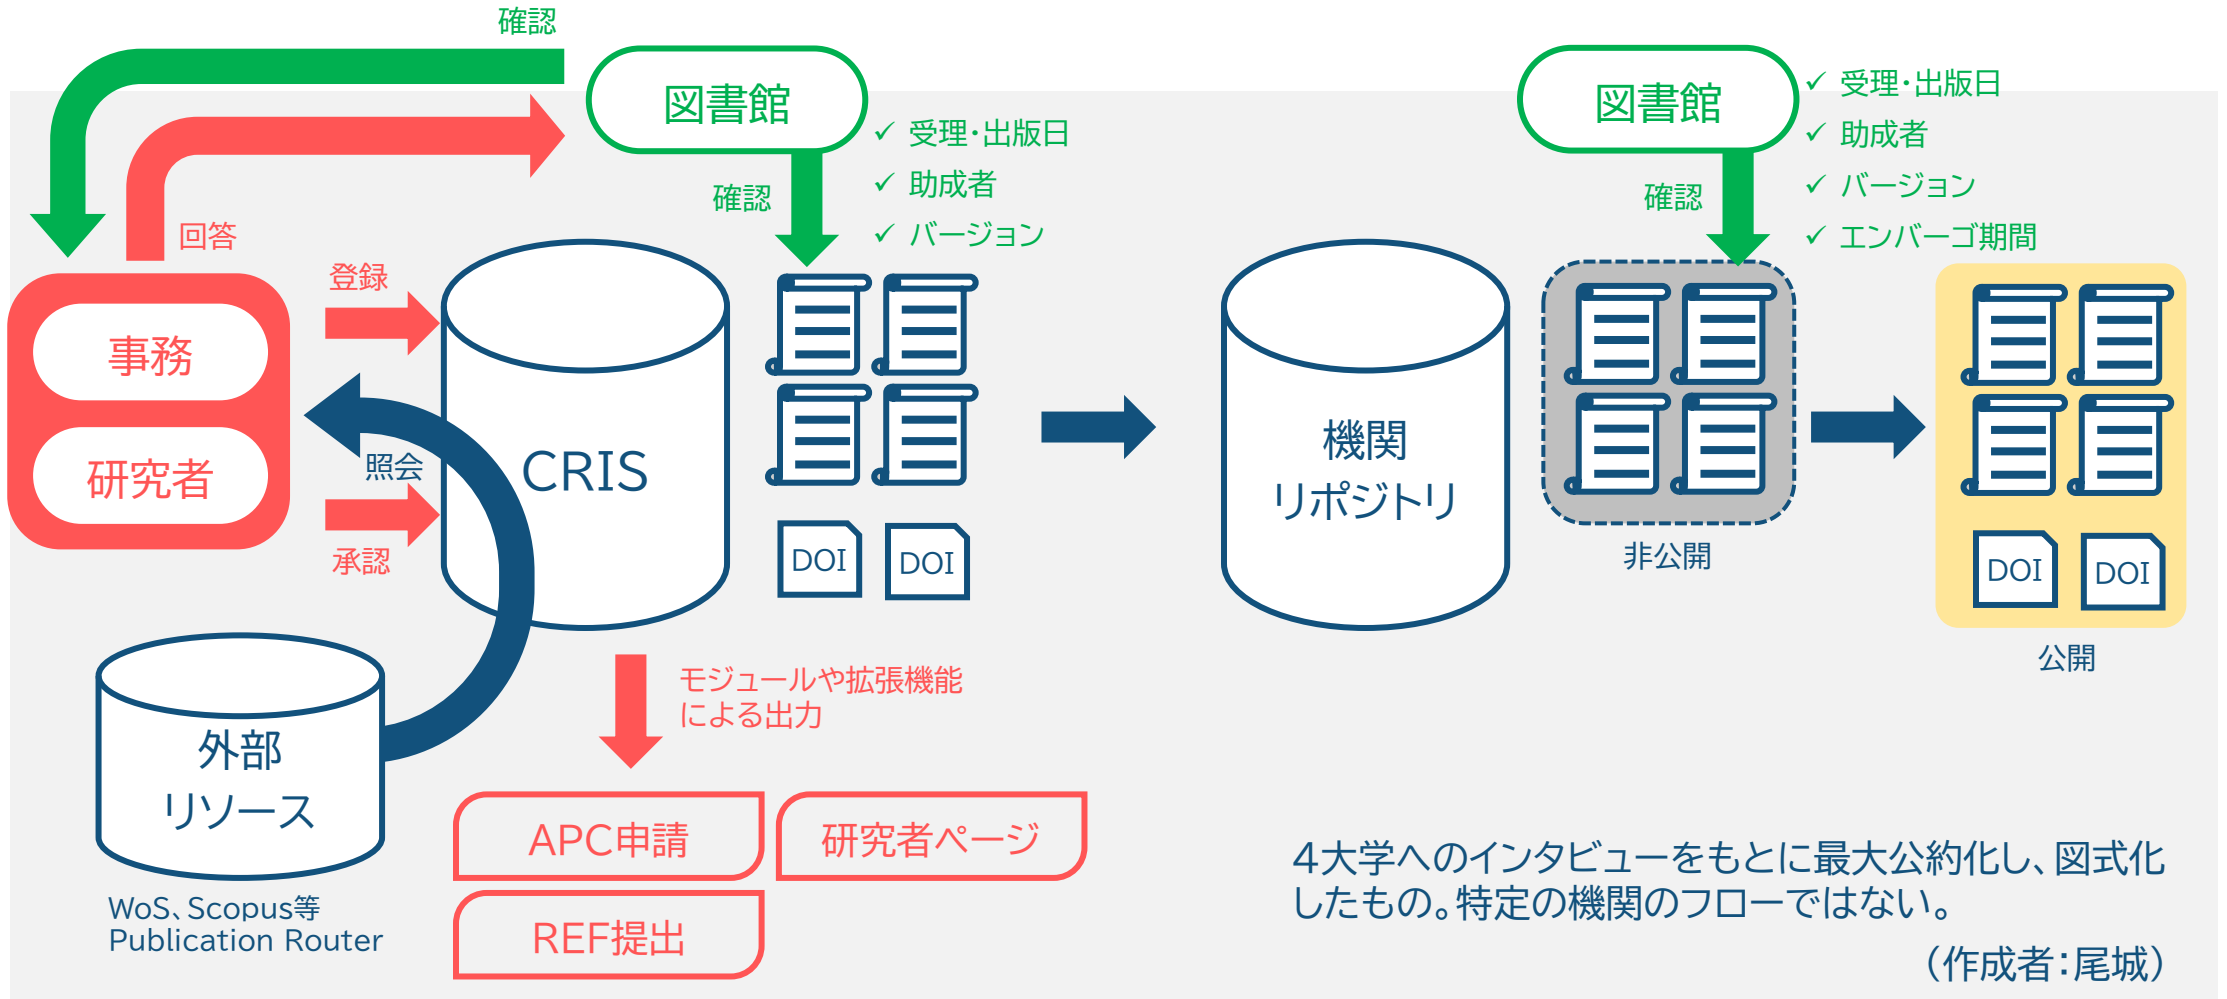 確認
図書館
✓ 受理・出版日
✓ 助成者
✓ バージョン
確認
回答
図書館
✓ 受理・出版日
✓ 助成者
✓ バージョン
✓ エンバーゴ期間
確認
事務
研究者
登録
照会
承認
CRIS
DOI
DOI
機関
リポジトリ
非公開
DOI
DOI
公開
外部
リソース
WoS、Scopus等
Publication Router
モジュールや拡張機能
による出力
APC申請
研究者ページ
REF提出
4大学へのインタビューをもとに最大公約化し、図式化
したもの。特定の機関のフローではない。
（作成者：尾城）